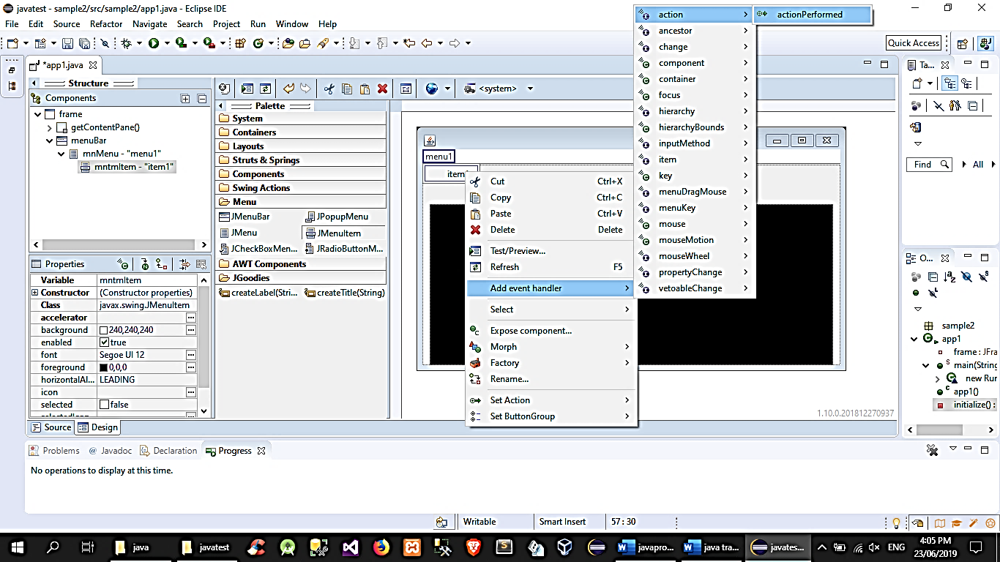 javatest - sample2/src/sample2/app1.java - Eclipse IDE
File Edit Source Refactor Navigate Search Project Run Window Help
Quick Access
*app1.java
Structure
Components
frame
getContentPane()
menuBar
mnMenu - "menu1"
mntmItem - "item1"
Properties
Variable mntmItem
Constructor (Constructor properties)
Class javax.swing.JMenuItem
accelerator
background 240,240,240
enabled true
font Segoe UI 12
foreground 0,0,0
horizontalAl... LEADING
icon
selected false
Source Design
<system>
Palette
System
Containers
Layouts
Struts & Springs
Components
Swing Actions
Menu
JMenuBar JPopupMenu
JMenu JMenuItem
JCheckBoxMen... JRadioButtonM...
AWT Components
JGoodies
createLabel(Stri... createTitle(String)
menu1
item
Cut Ctrl+X
Copy Ctrl+C
Paste Ctrl+V
Delete Delete
Test/Preview...
Refresh F5
Add event handler
Select
Expose component...
Morph
Factory
Rename...
Set Action
Set ButtonGroup
action
ancestor
change
component
container
focus
hierarchy
hierarchyBounds
inputMethod
item
key
menuDragMouse
menuKey
mouse
mouseMotion
mouseWheel
propertyChange
vetoableChange
actionPerformed
1.10.0.201812270937
Ta...
Find All
O...
sample2
app1
frame : JFra
main(String
new Run
app1()
initialize() :
Problems @ Javadoc Declaration Progress
No operations to display at this time.
Writable Smart Insert 57 : 30
java javatest javapro... java tra... javates... ENG
4:05 PM
23/06/2019